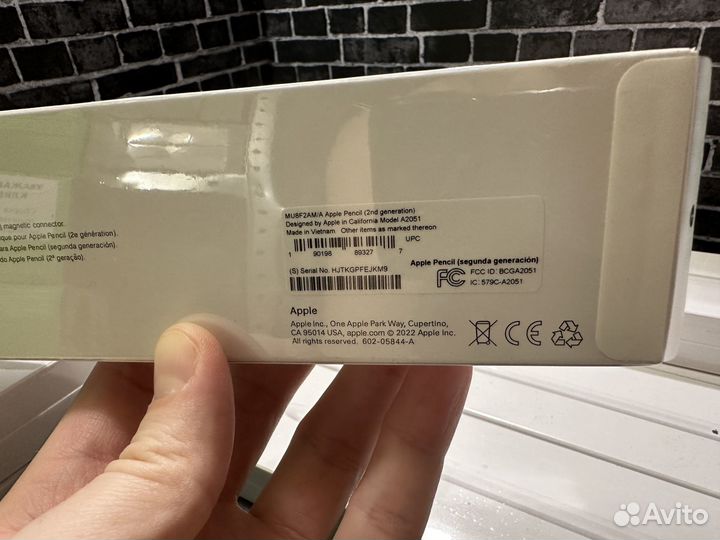 MU8F2AM/A Apple Pencil (2nd generation)
Designed by Apple in California Model A2051
Made in Vietnam Other items as marked thereon
UPC
1 90198 89327 7
Apple Pencil (segunda generación)
(S) Serial No. HJTKGPFEJKM9
FC FCC ID: BCGA2051
IC: 579C-A2051
magnetic connector.
ique pour Apple Pencil (2e génération).
ara Apple Pencil (segunda generación).
do Apple Pencil (2ª geração).
Apple
Apple Inc., One Apple Park Way, Cupertino,
CA 95014 USA, apple.com © 2022 Apple Inc.
All rights reserved. 602-05844-A
CE
Avito